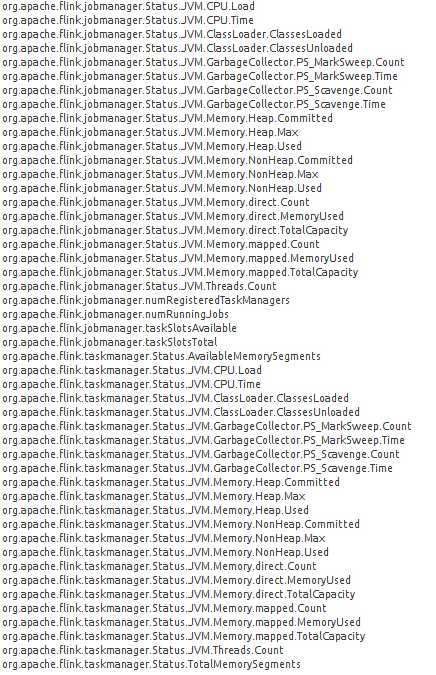 org.apache.flink.jobmanager.Status.JVM.CPU.Load
org.apache.flink.jobmanager.Status.JVM.CPU.Time
org.apache.flink.jobmanager.Status.JVM.ClassLoader.ClassesLoaded
org.apache.flink.jobmanager.Status.JVM.ClassLoader.ClassesUnloaded
org.apache.flink.jobmanager.Status.JVM.GarbageCollector.PS_MarkSweep.Count
org.apache.flink.jobmanager.Status.JVM.GarbageCollector.PS_MarkSweep.Time
org.apache.flink.jobmanager.Status.JVM.GarbageCollector.PS_Scavenge.Count
org.apache.flink.jobmanager.Status.JVM.GarbageCollector.PS_Scavenge.Time
org.apache.flink.jobmanager.Status.JVM.Memory.Heap.Committed
org.apache.flink.jobmanager.Status.JVM.Memory.Heap.Max
org.apache.flink.jobmanager.Status.JVM.Memory.Heap.Used
org.apache.flink.jobmanager.Status.JVM.Memory.NonHeap.Committed
org.apache.flink.jobmanager.Status.JVM.Memory.NonHeap.Max
org.apache.flink.jobmanager.Status.JVM.Memory.NonHeap.Used
org.apache.flink.jobmanager.Status.JVM.Memory.direct.Count
org.apache.flink.jobmanager.Status.JVM.Memory.direct.MemoryUsed
org.apache.flink.jobmanager.Status.JVM.Memory.direct.TotalCapacity
org.apache.flink.jobmanager.Status.JVM.Memory.mapped.Count
org.apache.flink.jobmanager.Status.JVM.Memory.mapped.MemoryUsed
org.apache.flink.jobmanager.Status.JVM.Memory.mapped.TotalCapacity
org.apache.flink.jobmanager.Status.JVM.Threads.Count
org.apache.flink.jobmanager.numRegisteredTaskManagers
org.apache.flink.jobmanager.numRunningJobs
org.apache.flink.jobmanager.taskSlotsAvailable
org.apache.flink.jobmanager.taskSlotsTotal
org.apache.flink.taskmanager.Status.AvailableMemorySegments
org.apache.flink.taskmanager.Status.JVM.CPU.Load
org.apache.flink.taskmanager.Status.JVM.CPU.Time
org.apache.flink.taskmanager.Status.JVM.ClassLoader.ClassesLoaded
org.apache.flink.taskmanager.Status.JVM.ClassLoader.ClassesUnloaded
org.apache.flink.taskmanager.Status.JVM.GarbageCollector.PS_MarkSweep.Count
org.apache.flink.taskmanager.Status.JVM.GarbageCollector.PS_MarkSweep.Time
org.apache.flink.taskmanager.Status.JVM.GarbageCollector.PS_Scavenge.Count
org.apache.flink.taskmanager.Status.JVM.GarbageCollector.PS_Scavenge.Time
org.apache.flink.taskmanager.Status.JVM.Memory.Heap.Committed
org.apache.flink.taskmanager.Status.JVM.Memory.Heap.Max
org.apache.flink.taskmanager.Status.JVM.Memory.Heap.Used
org.apache.flink.taskmanager.Status.JVM.Memory.NonHeap.Committed
org.apache.flink.taskmanager.Status.JVM.Memory.NonHeap.Max
org.apache.flink.taskmanager.Status.JVM.Memory.NonHeap.Used
org.apache.flink.taskmanager.Status.JVM.Memory.direct.Count
org.apache.flink.taskmanager.Status.JVM.Memory.direct.MemoryUsed
org.apache.flink.taskmanager.Status.JVM.Memory.direct.TotalCapacity
org.apache.flink.taskmanager.Status.JVM.Memory.mapped.Count
org.apache.flink.taskmanager.Status.JVM.Memory.mapped.MemoryUsed
org.apache.flink.taskmanager.Status.JVM.Memory.mapped.TotalCapacity
org.apache.flink.taskmanager.Status.JVM.Threads.Count
org.apache.flink.taskmanager.Status.TotalMemorySegments